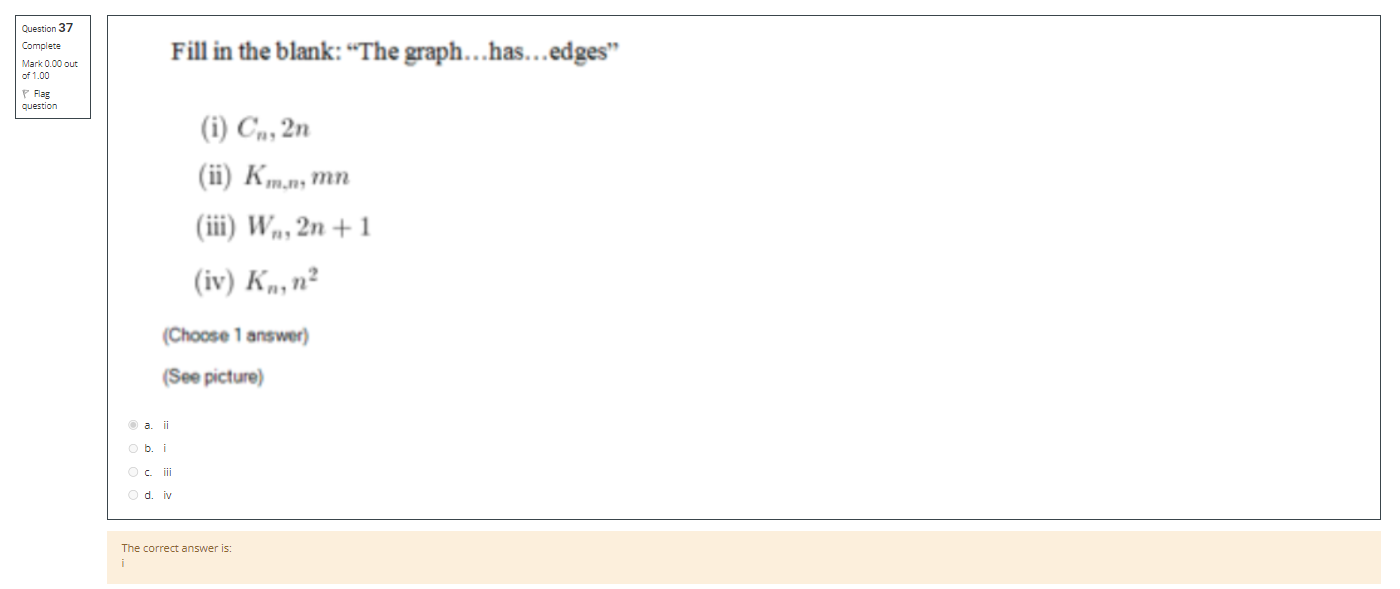 Question 37
Complete
Mark 0.00 out
of 1.00
Flag
question
Fill in the blank: “The graph…has…edges”
(i) Cₙ, 2n
(ii) Kₘ,ₙ, mn
(iii) Wₙ, 2n + 1
(iv) Kₙ, n²
(Choose 1 answer)
(See picture)
a. ii
b. i
c. iii
d. iv
The correct answer is:
i